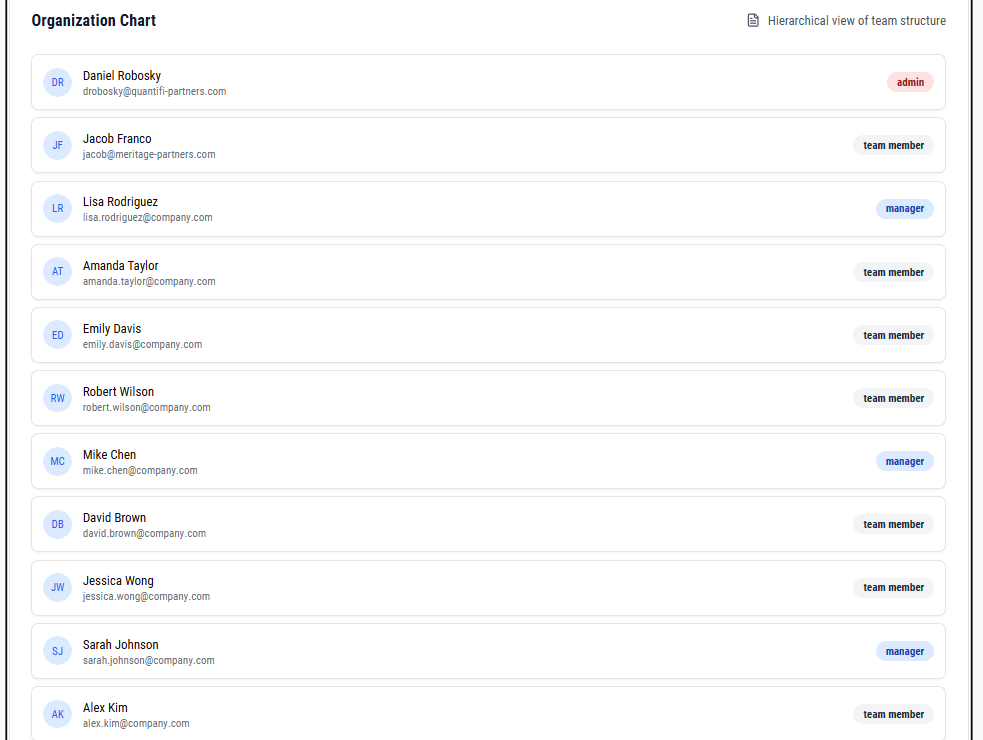 Organization Chart
Hierarchical view of team structure
DR
Daniel Robosky
admin
drobosky@quantifi-partners.com
JF
Jacob Franco
team member
jacob@meritage-partners.com
LR
Lisa Rodriguez
manager
lisa.rodriguez@company.com
AT
Amanda Taylor
team member
amanda.taylor@company.com
ED
Emily Davis
team member
emily.davis@company.com
RW
Robert Wilson
team member
robert.wilson@company.com
MC
Mike Chen
manager
mike.chen@company.com
DB
David Brown
team member
david.brown@company.com
JW
Jessica Wong
team member
jessica.wong@company.com
SJ
Sarah Johnson
manager
sarah.johnson@company.com
AK
Alex Kim
team member
alex.kim@company.com